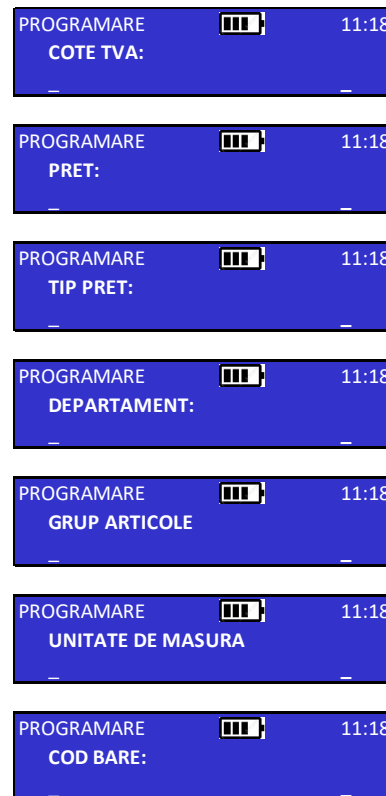 PROGRAMARE 11:18
COTE TVA:
_ _
PROGRAMARE 11:18
PRET:
_ _
PROGRAMARE 11:18
TIP PRET:
_ _
PROGRAMARE 11:18
DEPARTAMENT:
_ _
PROGRAMARE 11:18
GRUP ARTICOLE
_ _
PROGRAMARE 11:18
UNITATE DE MASURA
_ _
PROGRAMARE 11:18
COD BARE:
_ _